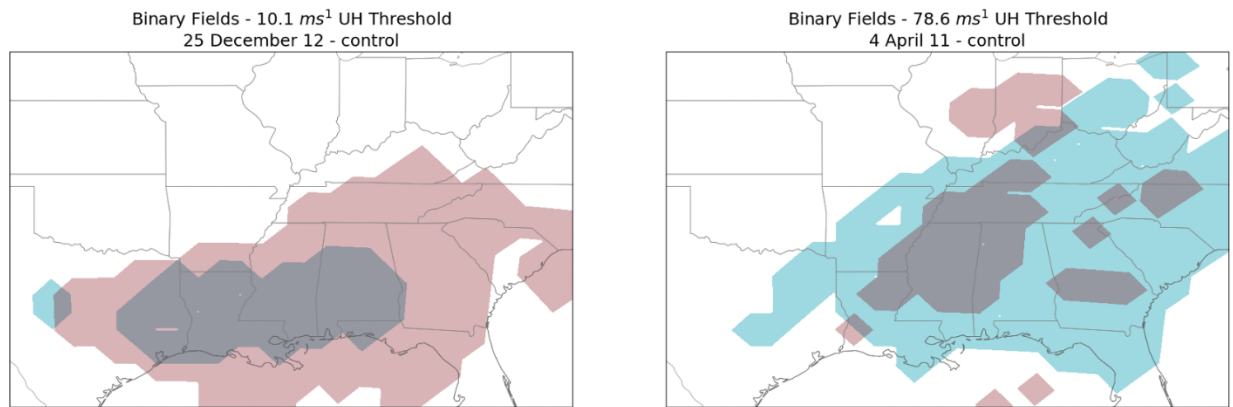 Binary Fields - 10.1 ms¹ UH Threshold
25 December 12 - control
Binary Fields - 78.6 ms¹ UH Threshold
4 April 11 - control